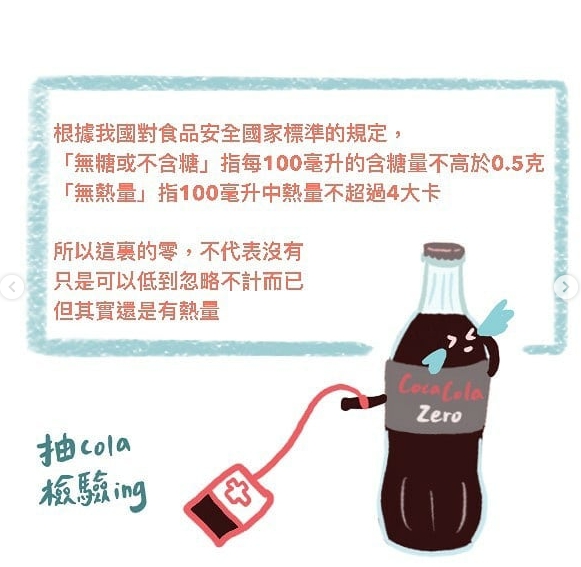 根據我國對食品安全國家標準的規定，
「無糖或不含糖」指每100毫升的含糖量不高於0.5克
「無熱量」指100毫升中熱量不超過4大卡
所以這裏的零，不代表沒有
只是可以低到忽略不計而已
但其實還是有熱量
CocaCola
Zero
抽cola
檢驗ing